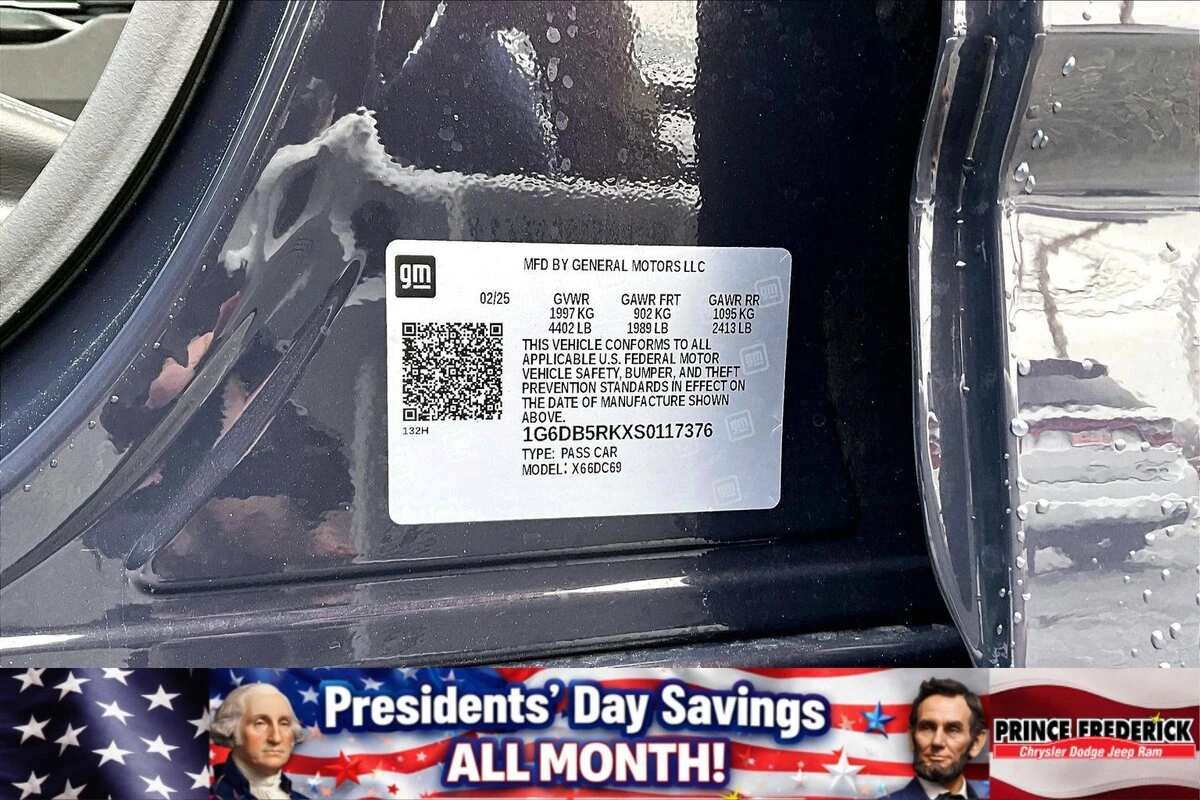 gm
MFD BY GENERAL MOTORS LLC
02/25 GVWR GAWR FRT GAWR RR
1997 KG 902 KG 1095 KG
4402 LB 1989 LB 2413 LB
THIS VEHICLE CONFORMS TO ALL
APPLICABLE U.S. FEDERAL MOTOR
VEHICLE SAFETY, BUMPER, AND THEFT
PREVENTION STANDARDS IN EFFECT ON
THE DATE OF MANUFACTURE SHOWN
ABOVE.
132H
1G6DB5RKXS0117376
TYPE: PASS CAR
MODEL: X66DC69
Presidents' Day Savings
ALL MONTH!
PRINCE FREDERICK
Chrysler Dodge Jeep Ram